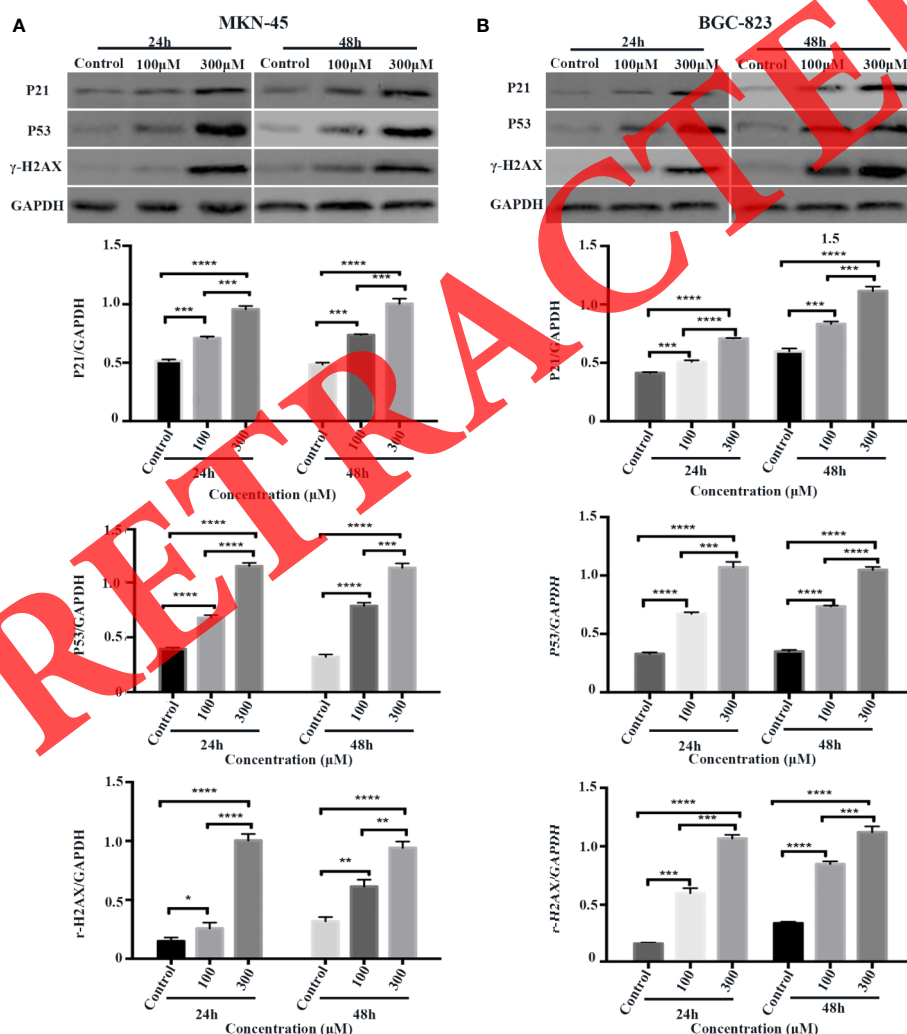 A
MKN-45
24h 48h
Control 100μM 300μM Control 100μM 300μM
P21
P53
γ-H2AX
GAPDH
B
BGC-823
24h 48h
Control 100μM 300μM Control 100μM 300μM
P21
P53
γ-H2AX
GAPDH
RETRACTE
1.5
1.0
0.5
0
P21/GAPDH
**** ****
*** ***
*** ***
Control 100 300 Control 100 300
24h 48h
Concentration (μM)
1.5
1.5
1.0
0.5
0
P21/GAPDH
****
***
**** ***
**** ***
Control 100 300 Control 100 300
24h 48h
Concentration (μM)
1.5
1.0
0.5
0
P53/GAPDH
**** ****
**** ***
**** ****
Control 100 300 Control 100 300
24h 48h
Concentration (μM)
1.5
1.0
0.5
0
P53/GAPDH
**** ****
*** ****
**** ****
Control 100 300 Control 100 300
24h 48h
Concentration (μM)
1.5
1.0
0.5
0
r-H2AX/GAPDH
**** ****
**** **
* **
Control 100 300 Control 100 300
24h 48h
Concentration (μM)
1.5
1.0
0.5
0
r-H2AX/GAPDH
**** ****
*** ***
*** ****
Control 100 300 Control 100 300
24h 48h
Concentration (μM)